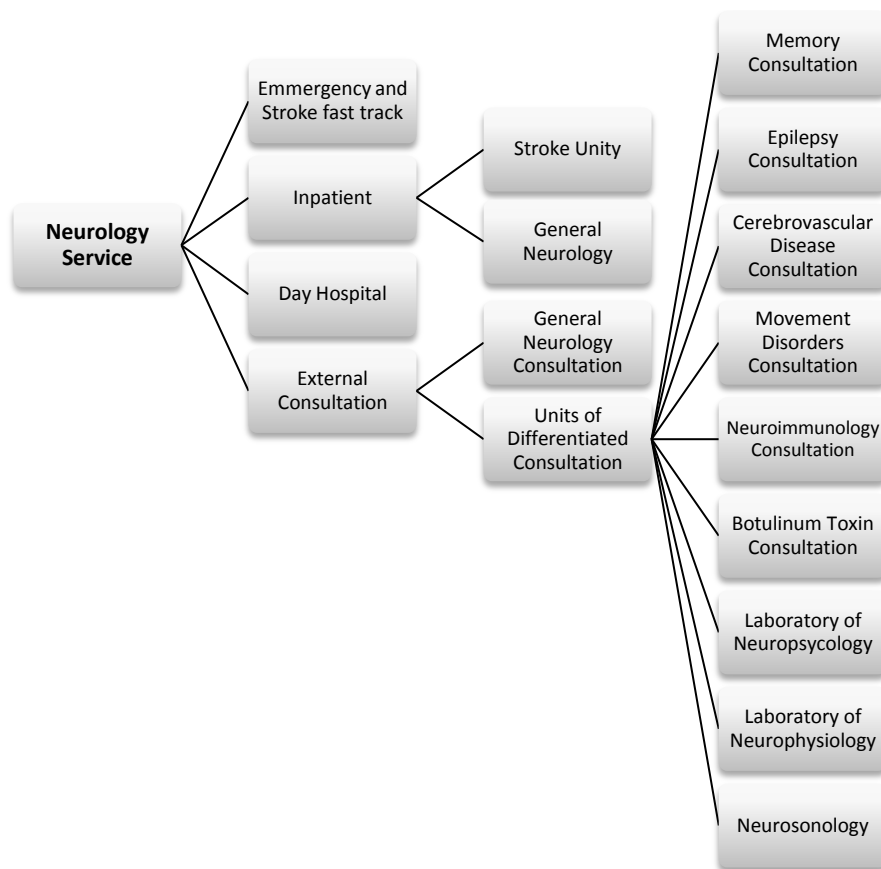 Neurology
Service
Emmergency and
Stroke fast track
Inpatient
Day Hospital
External
Consultation
Stroke Unity
General
Neurology
General
Neurology
Consultation
Units of
Differentiated
Consultation
Memory
Consultation
Epilepsy
Consultation
Cerebrovascular
Disease
Consultation
Movement
Disorders
Consultation
Neuroimmunology
Consultation
Botulinum Toxin
Consultation
Laboratory of
Neuropsycology
Laboratory of
Neurophysiology
Neurosonology